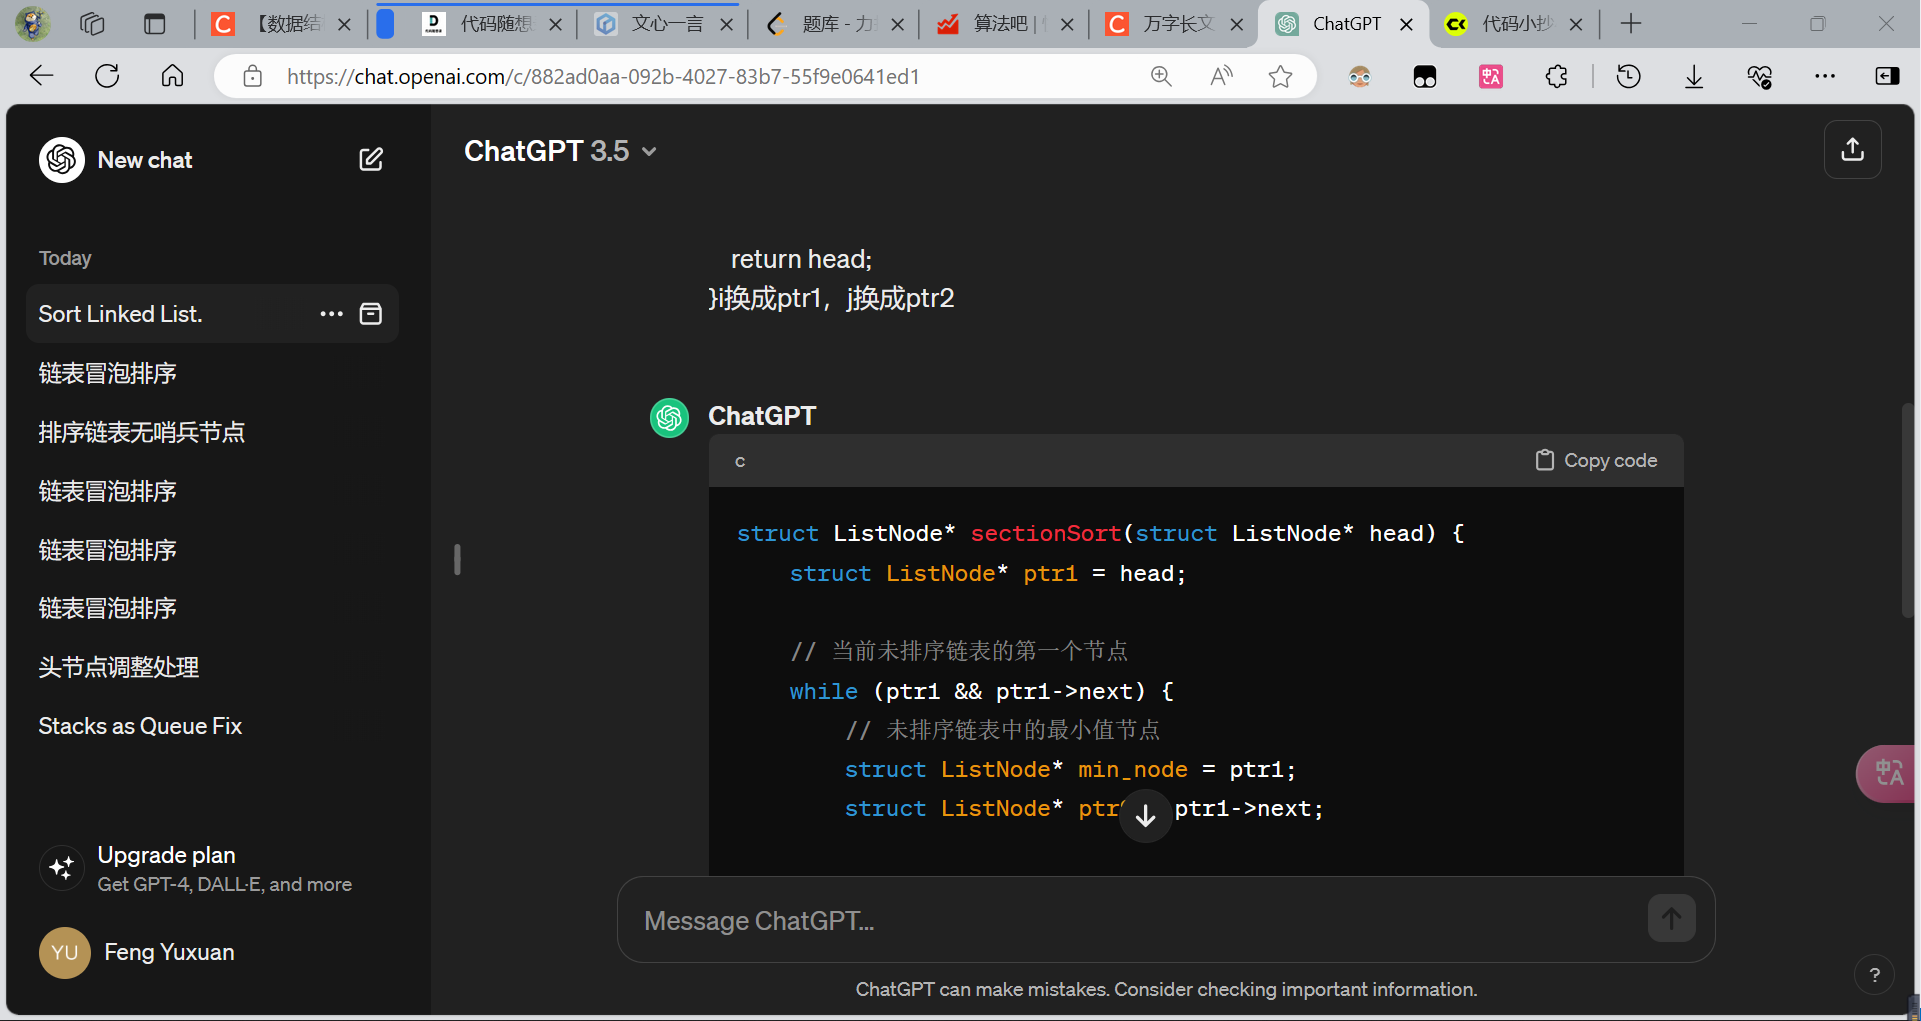 【数据结
代码随想
文心一言
题库 - 力
算法吧 |
万字长文
ChatGPT
代码小抄
https://chat.openai.com/c/882ad0aa-092b-4027-83b7-55f9e0641ed1
New chat
ChatGPT 3.5
Today
Sort Linked List.
链表冒泡排序
排序链表无哨兵节点
链表冒泡排序
链表冒泡排序
链表冒泡排序
头节点调整处理
Stacks as Queue Fix
Upgrade plan
Get GPT-4, DALL·E, and more
YU
Feng Yuxuan
return head;
}i换成ptr1，j换成ptr2
ChatGPT
c
Copy code
struct ListNode* sectionSort(struct ListNode* head) {
struct ListNode* ptr1 = head;
// 当前未排序链表的第一个节点
while (ptr1 && ptr1->next) {
// 未排序链表中的最小值节点
struct ListNode* min_node = ptr1;
struct ListNode* ptr ptr1->next;
Message ChatGPT...
ChatGPT can make mistakes. Consider checking important information.
?